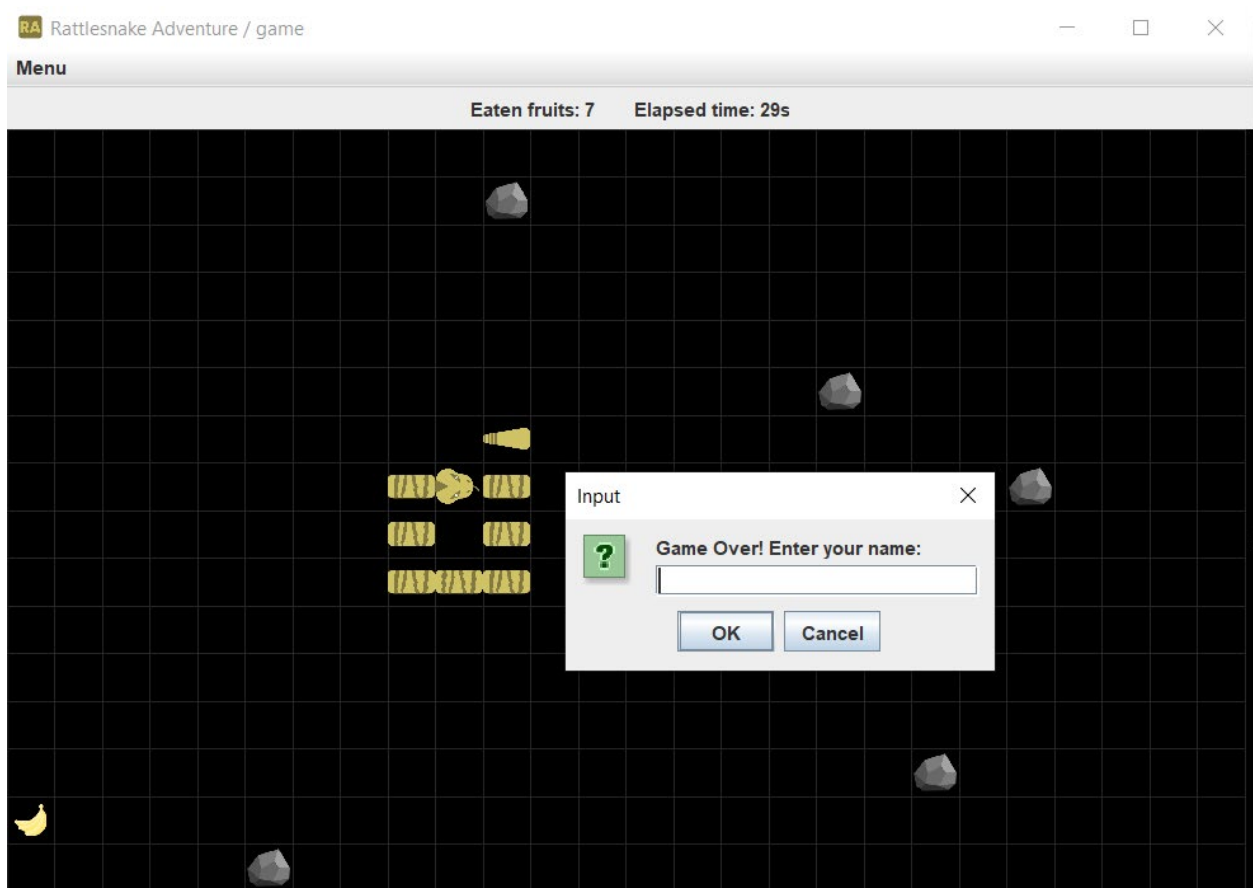 RA Rattlesnake Adventure / game
Menu
Eaten fruits: 7 Elapsed time: 29s
Input
? Game Over! Enter your name:
OK Cancel